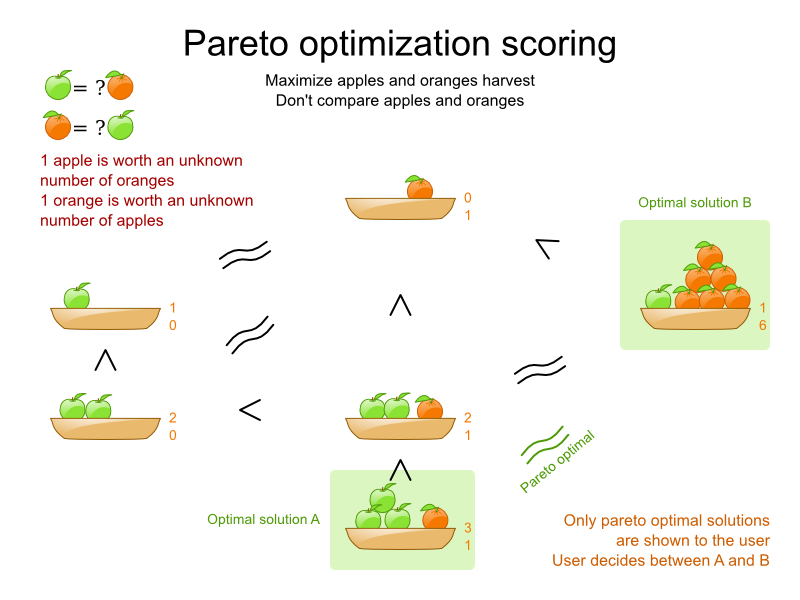 Pareto optimization scoring
Maximize apples and oranges harvest
Don't compare apples and oranges
= ?
= ?
1 apple is worth an unknown
number of oranges
1 orange is worth an unknown
number of apples
0
1
Optimal solution B
1
0
1
6
2
0
2
1
Pareto optimal
Optimal solution A
3
1
Only pareto optimal solutions
are shown to the user
User decides between A and B